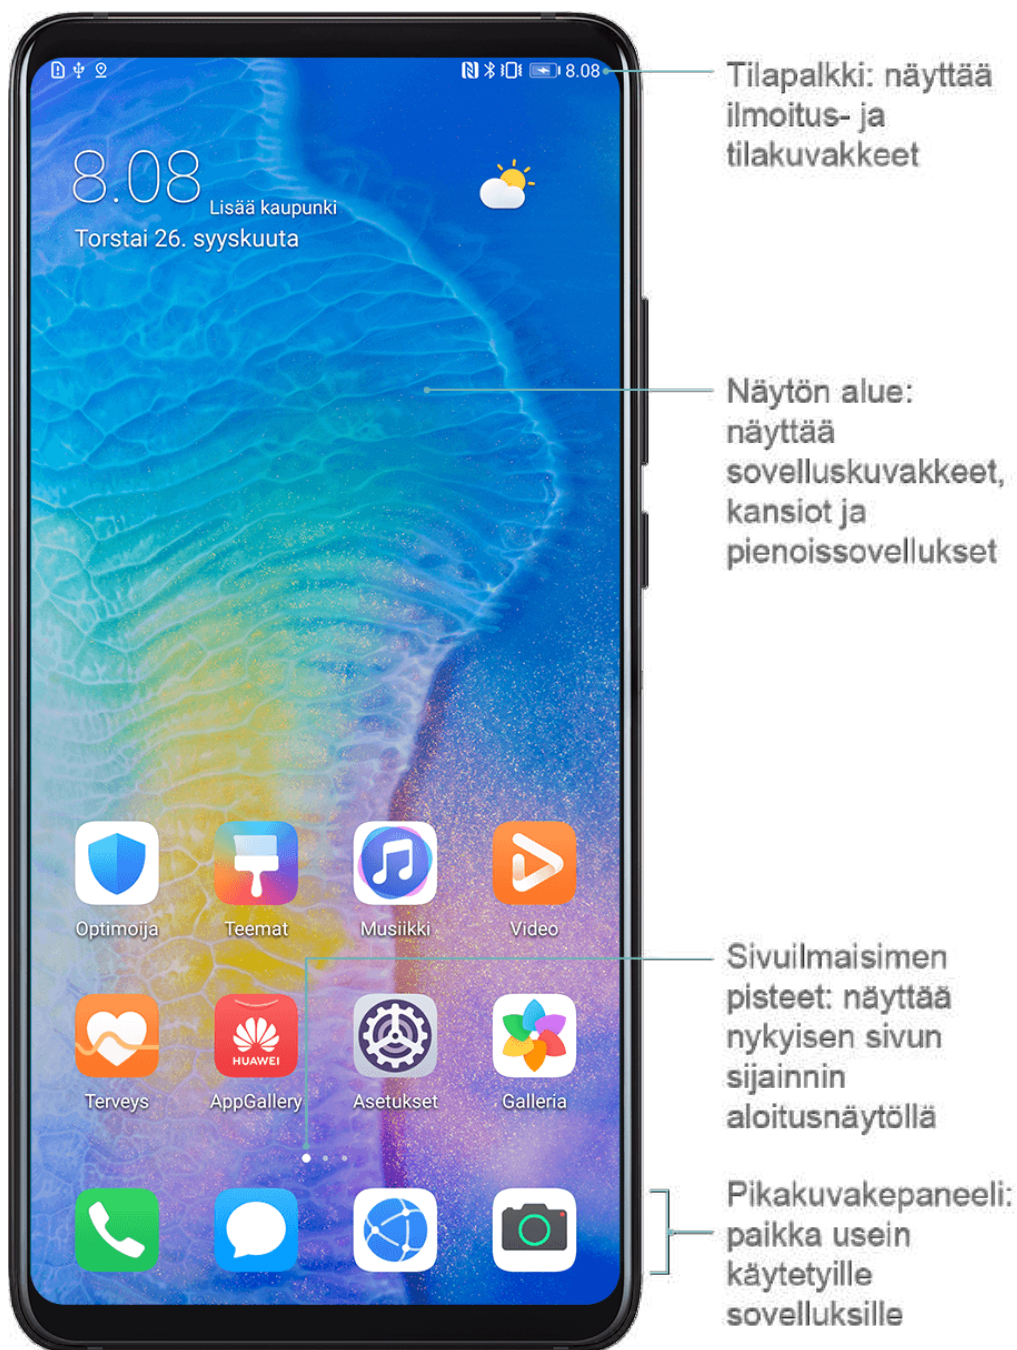 8.08
Tilapalkki: näyttää
ilmoitus- ja
tilakuvakkeet
8.08
Lisää kaupunki
Torstai 26. syyskuuta
Näytön alue:
näyttää
sovelluskuvakkeet,
kansiot ja
pienoissovellukset
Optimoija
Teemat
Musiikki
Video
Sivuilmaisimen
pisteet: näyttää
nykyisen sivun
sijainnin
aloitusnäytöllä
HUAWEI
Terveys
AppGallery
Asetukset
Galleria
Pikakuvakepaneeli:
paikka usein
käytetyille
sovelluksille